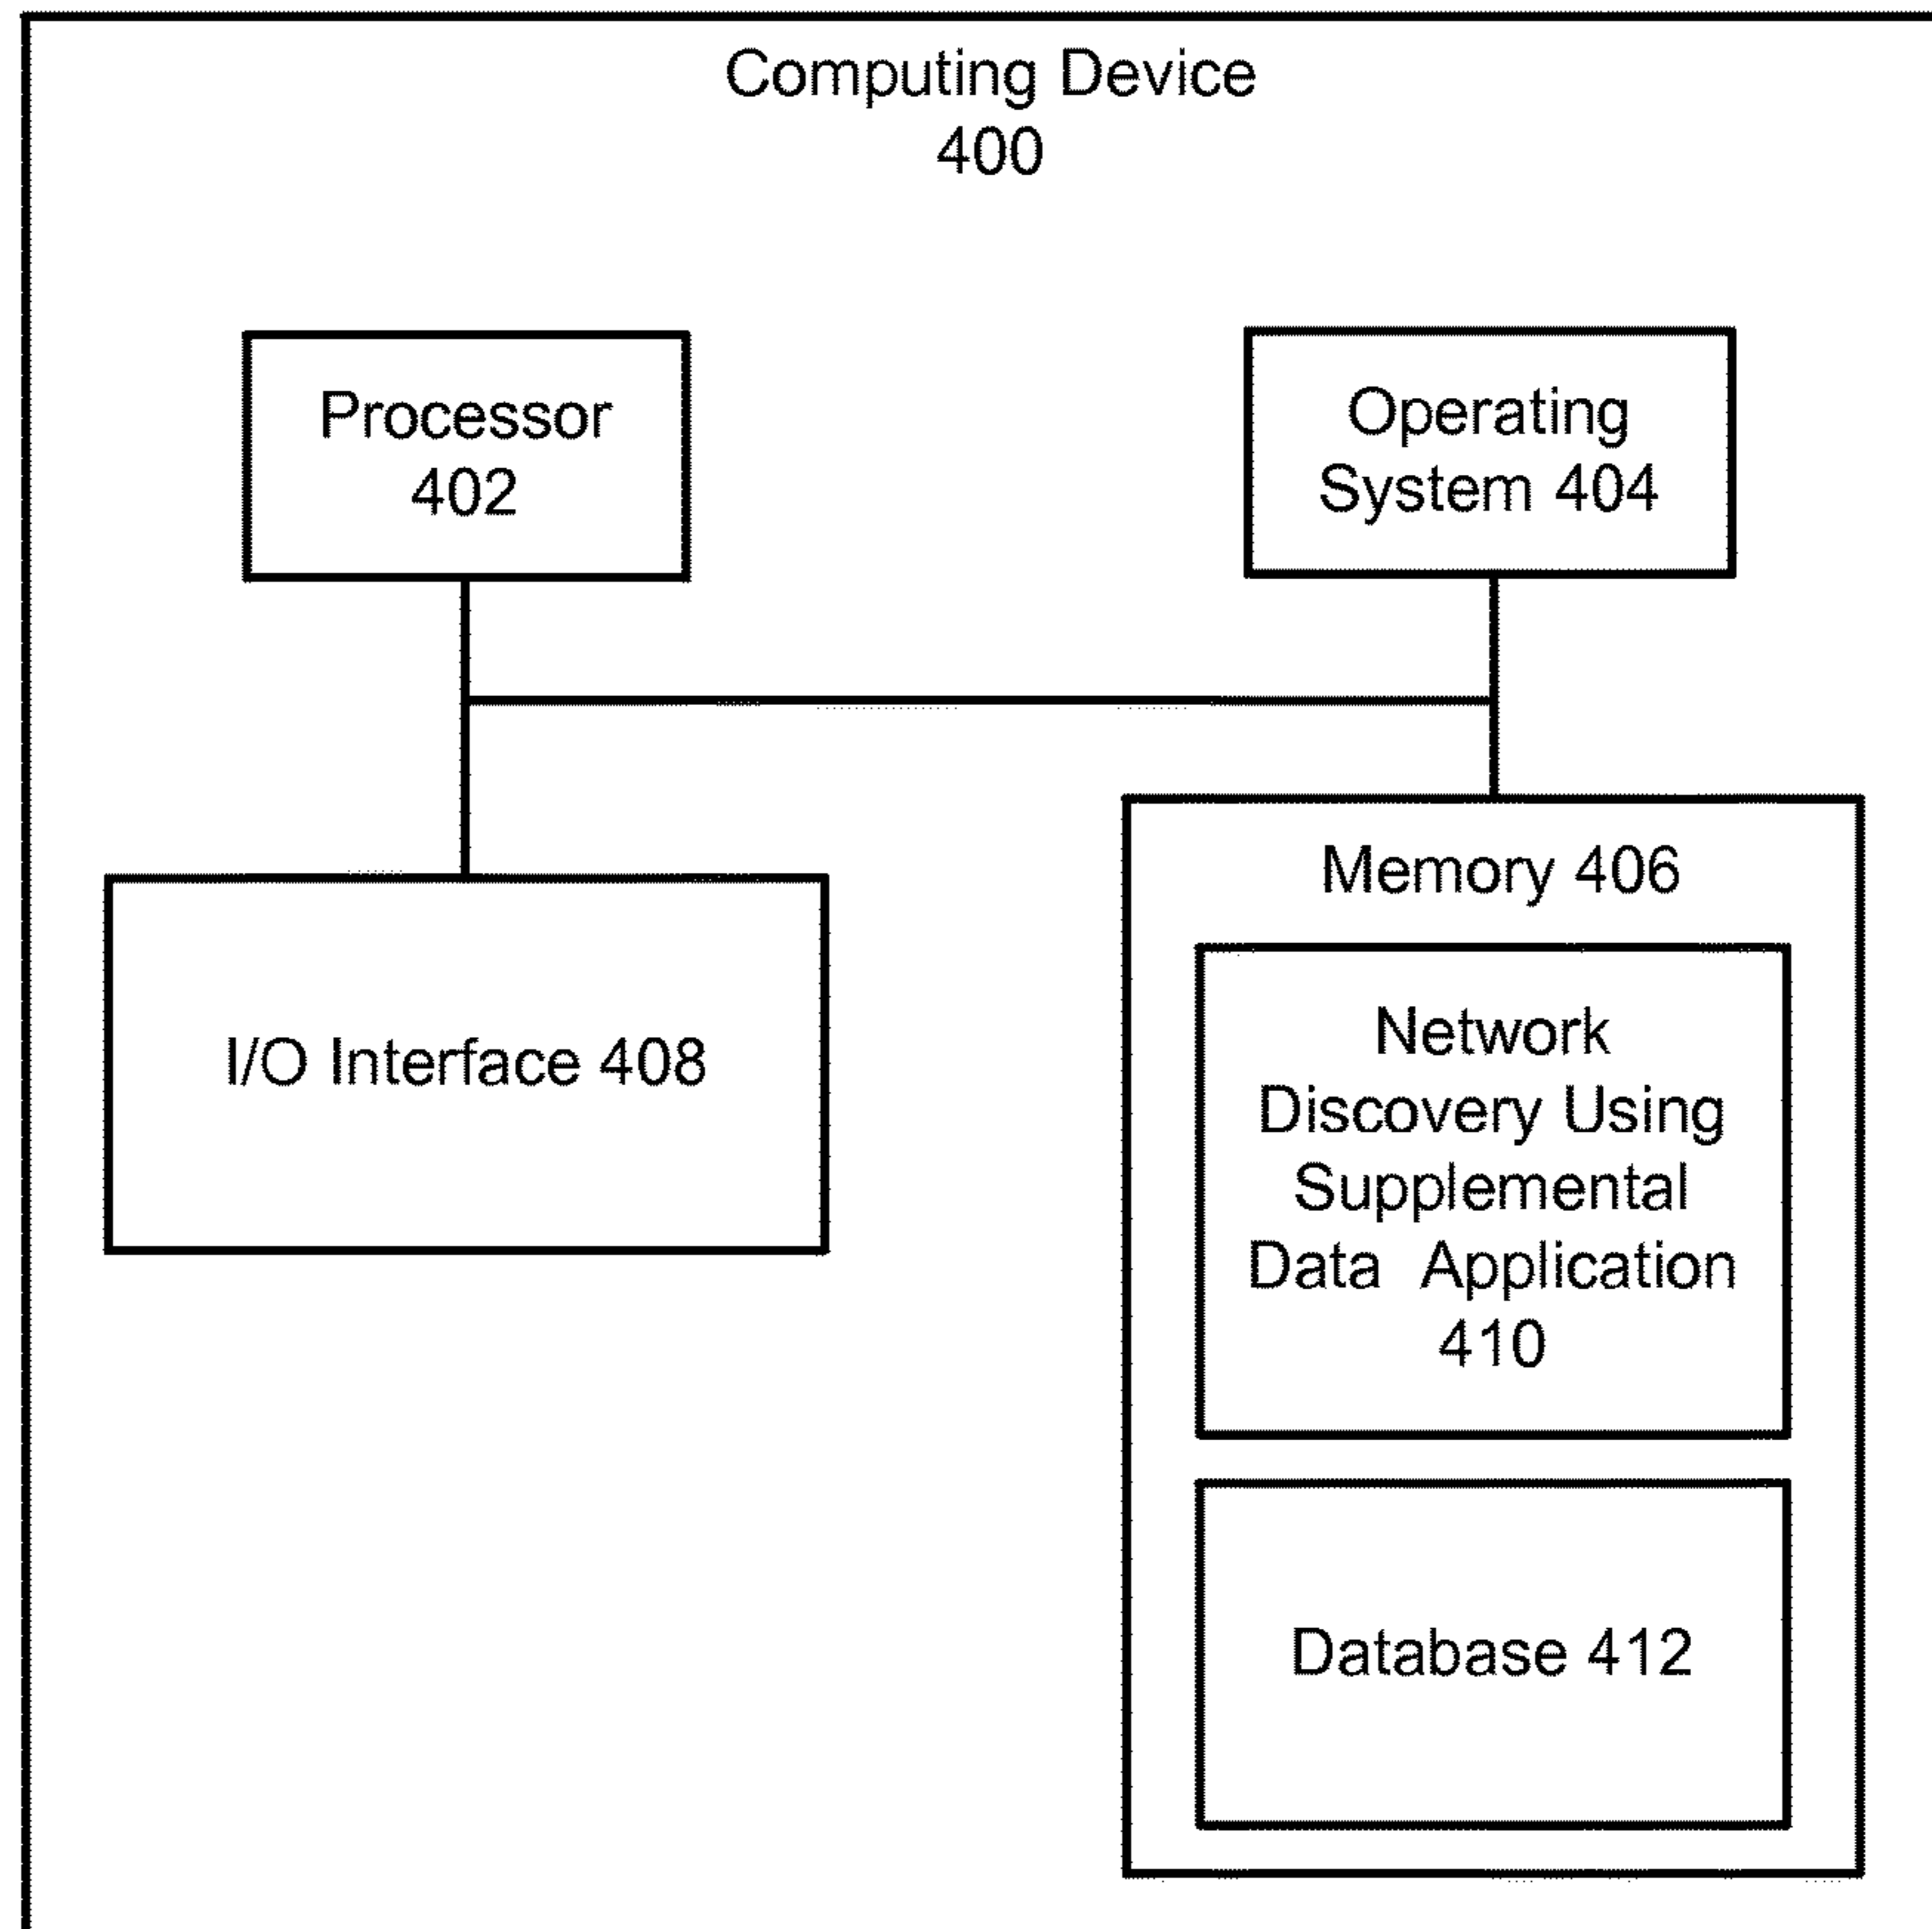 Computing Device
400
Processor
402
Operating
System 404
I/O Interface 408
Memory 406
Network
Discovery Using
Supplemental
Data Application
410
Database 412